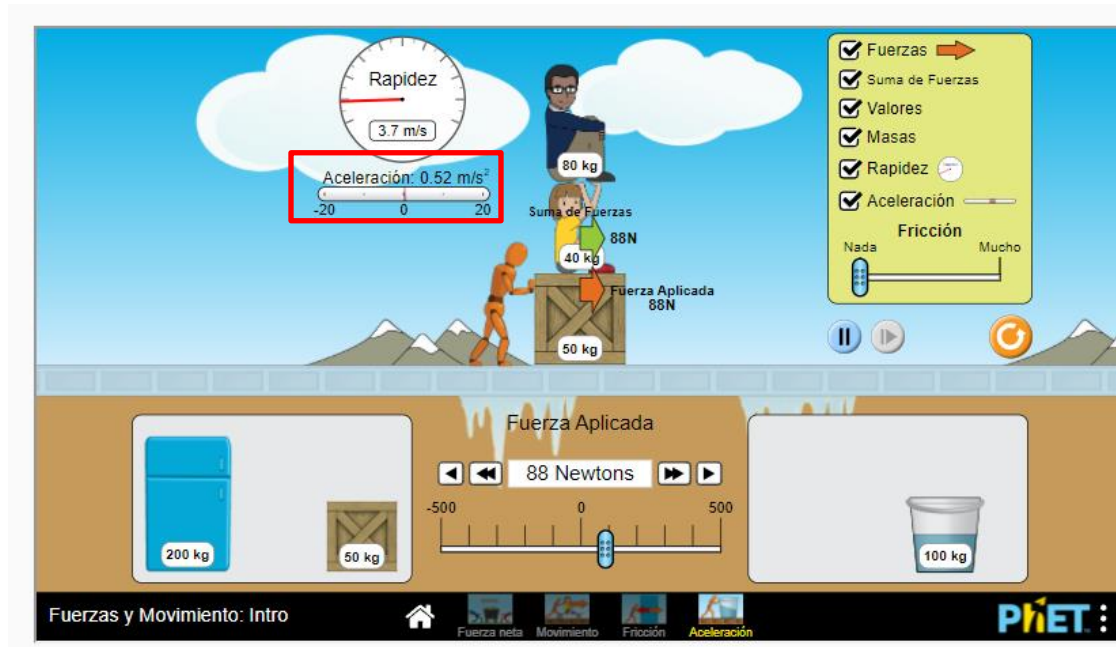 Rapidez
3.7 m/s
Aceleración: 0.52 m/s²
-20 0 20
80 kg
Suma de Fuerzas
88N
40 kg
Fuerza Aplicada
88N
50 kg
Fuerzas
Suma de Fuerzas
Valores
Masas
Rapidez
Aceleración
Fricción
Nada Mucho
Fuerza Aplicada
88 Newtons
-500 0 500
200 kg
50 kg
100 kg
Fuerzas y Movimiento: Intro
Fuerza neta Movimiento Fricción Aceleración
PhET